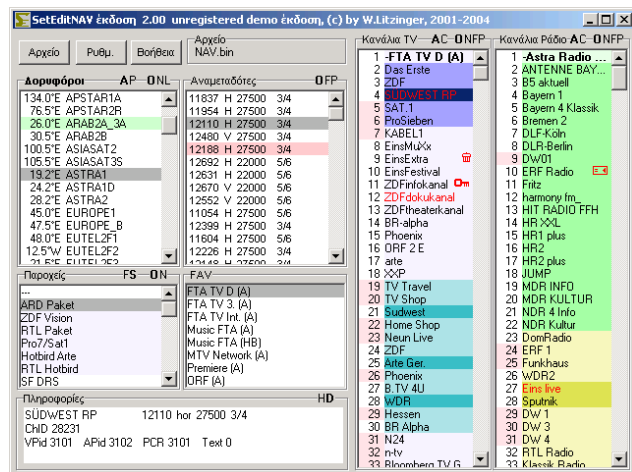 SetEditNAV έκδοση 2.00 unregistered demo έκδοση, (c) by W.Litzinger, 2001-2004
Αρχείο Ρυθμ. Βοήθεια
Αρχείο
NAV.bin
Δορυφόροι AP ONL
134.0°E APSTAR1A
76.5°E APSTAR2R
26.0°E ARAB2A_3A
30.5°E ARAB2B
100.5°E ASIASAT2
105.5°E ASIASAT3S
19.2°E ASTRA1
24.2°E ASTRA1D
28.2°E ASTRA2
45.0°E EUROPE1
47.5°E EUROPE_B
48.0°E EUTEL2F1
12.5°W EUTEL2F2
21.5°E EUTEL2F3
Αναμεταδότες OFP
11837 H 27500 3/4
11954 H 27500 3/4
12110 H 27500 3/4
12480 V 27500 3/4
12188 H 27500 3/4
12692 H 22000 5/6
12631 H 22000 5/6
12670 V 22000 5/6
12552 V 22000 5/6
11054 H 27500 5/6
12399 H 27500 5/6
11604 H 27500 5/6
12226 H 27500 3/4
12148 H 27500 3/4
Παροχείς FS ON
---
ARD Paket
ZDF Vision
RTL Paket
Pro7/Sat1
Hotbird Arte
RTL Hotbird
SF DRS
FAV
FTA TV D (A)
FTA TV 3. (A)
FTA TV Int. (A)
Music FTA (A)
Music FTA (HB)
MTV Network (A)
Premiere (A)
ORF (A)
Πληροφορίες HD
SÜDWEST RP 12110 hor 27500 3/4
ChID 28231
VPid 3101 APid 3102 PCR 3101 Text 0
Κανάλια TV AC ONFP
1 -FTA TV D (A)
2 Das Erste
3 ZDF
4 SÜDWEST RP
5 SAT.1
6 ProSieben
7 KABEL1
8 EinsMuXx
9 EinsExtra
10 EinsFestival
11 ZDFinfokanal
12 ZDFdokukanal
13 ZDFtheaterkanal
14 BR-alpha
15 Phoenix
16 ORF 2 E
17 arte
18 XXP
19 TV Travel
20 TV Shop
21 Sudwest
22 Home Shop
23 Neun Live
24 ZDF
25 Arte Ger.
26 Phoenix
27 B.TV 4U
28 WDR
29 Hessen
30 BR Alpha
31 N24
32 n-tv
33 Bloomberg TV G
Κανάλια Ράδιο AC ONFP
1 -Astra Radio ...
2 ANTENNE BAY...
3 B5 aktuell
4 Bayern 1
5 Bayern 4 Klassik
6 Bremen 2
7 DLF-Köln
8 DLR-Berlin
9 DW01
10 ERF Radio
11 Fritz
12 harmony fm_
13 HIT RADIO FFH
14 HR XXL
15 HR1 plus
16 HR2
17 HR2 plus
18 JUMP
19 MDR INFO
20 MDR KULTUR
21 NDR 4 Info
22 NDR Kultur
23 DomRadio
24 ERF 1
25 Funkhaus
26 WDR2
27 Eins live
28 Sputnik
29 DW 1
30 DW 3
31 DW 4
32 RTL Radio
33 Klassik Radio